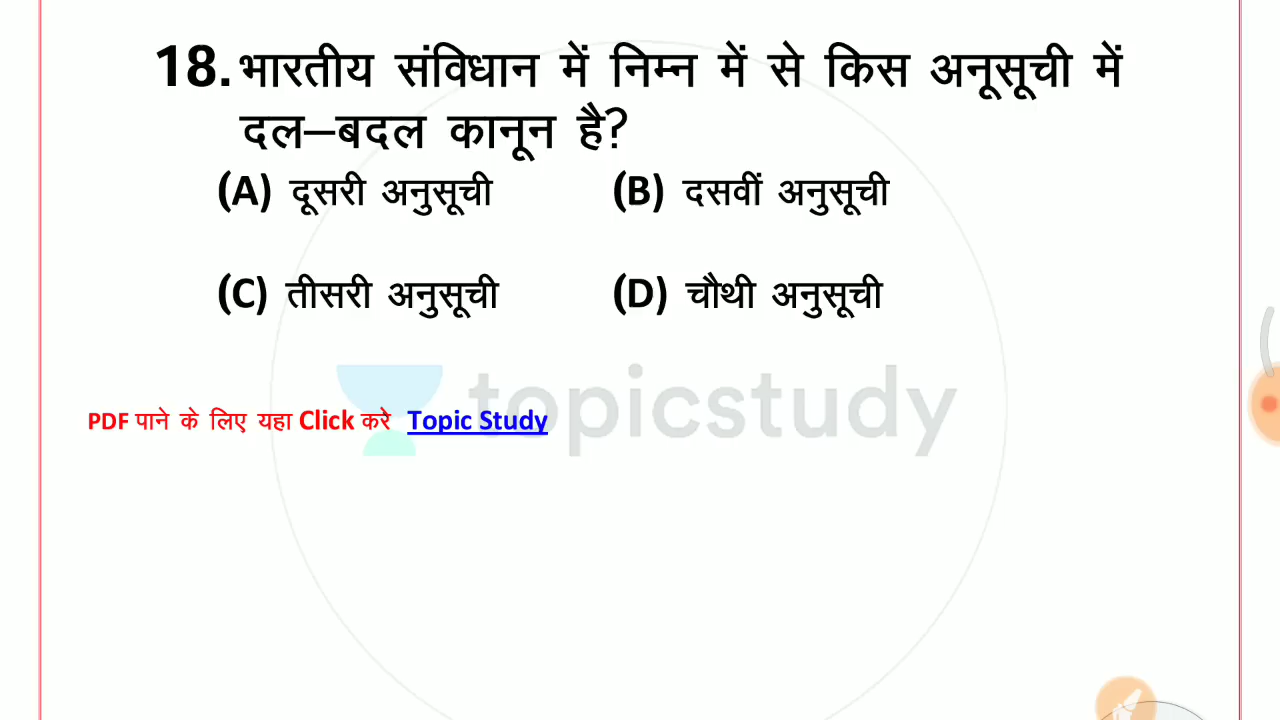 18. भारतीय संविधान में निम्न में से किस अनूसूची में
दल–बदल कानून है?
(A) दूसरी अनुसूची (B) दसवीं अनुसूची
(C) तीसरी अनुसूची (D) चौथी अनुसूची
topicstudy
PDF पाने के लिए यहा Click करे Topic Study